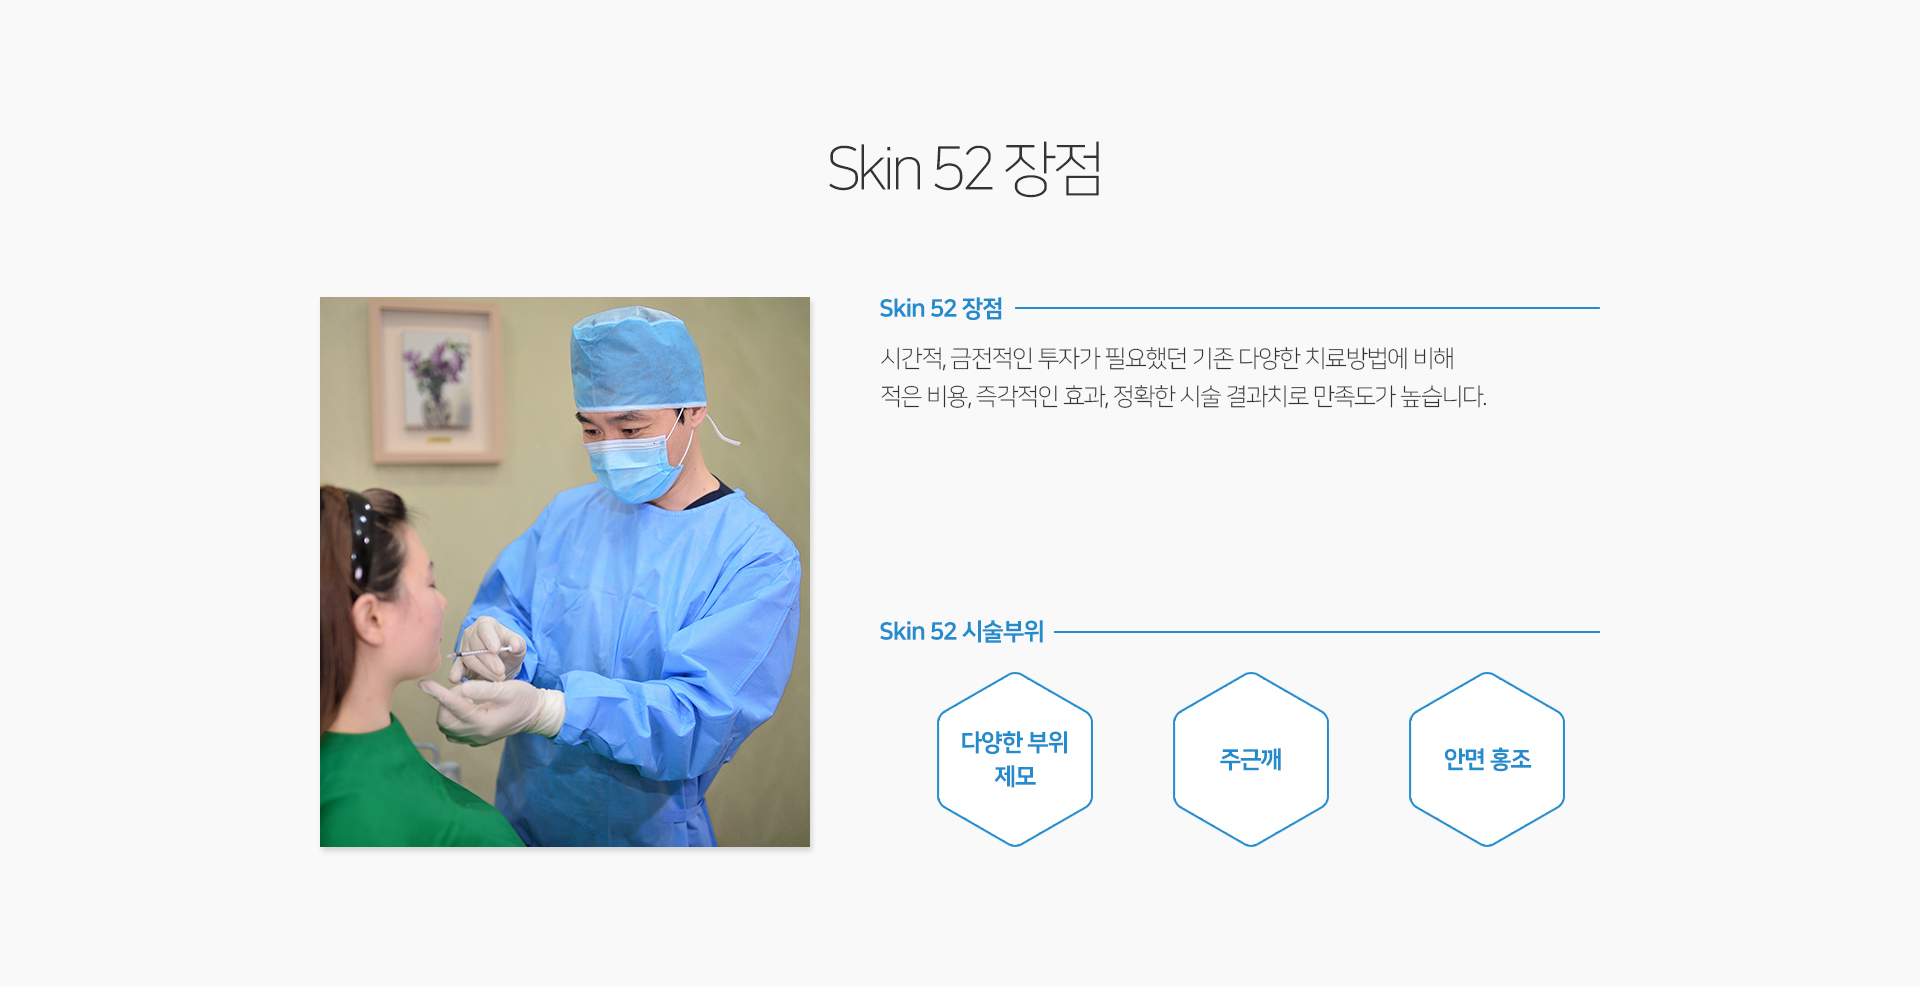 Skin 52 장점
Skin 52 장점
시간적, 금전적인 투자가 필요했던 기존 다양한 치료방법에 비해
적은 비용, 즉각적인 효과, 정확한 시술 결과치로 만족도가 높습니다.
Skin 52 시술부위
다양한 부위
제모
주근깨
안면 홍조